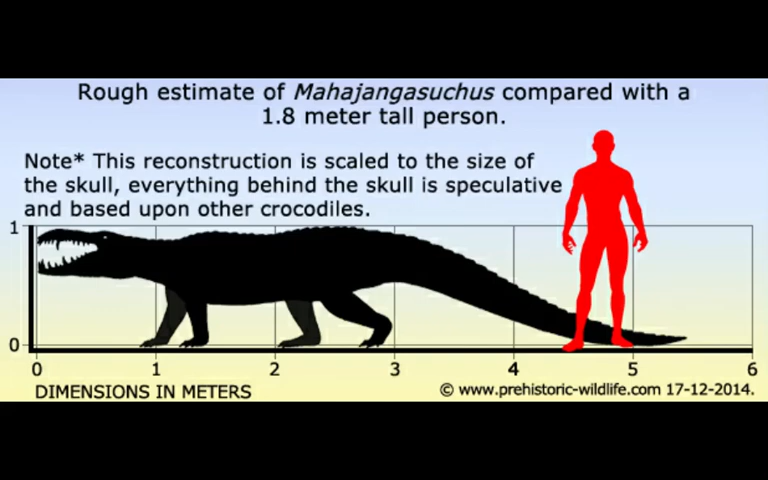 Rough estimate of Mahajangasuchus compared with a
1.8 meter tall person.
Note* This reconstruction is scaled to the size of
the skull, everything behind the skull is speculative
and based upon other crocodiles.
1
0
0 1 2 3 4 5 6
DIMENSIONS IN METERS
© www.prehistoric-wildlife.com 17-12-2014.